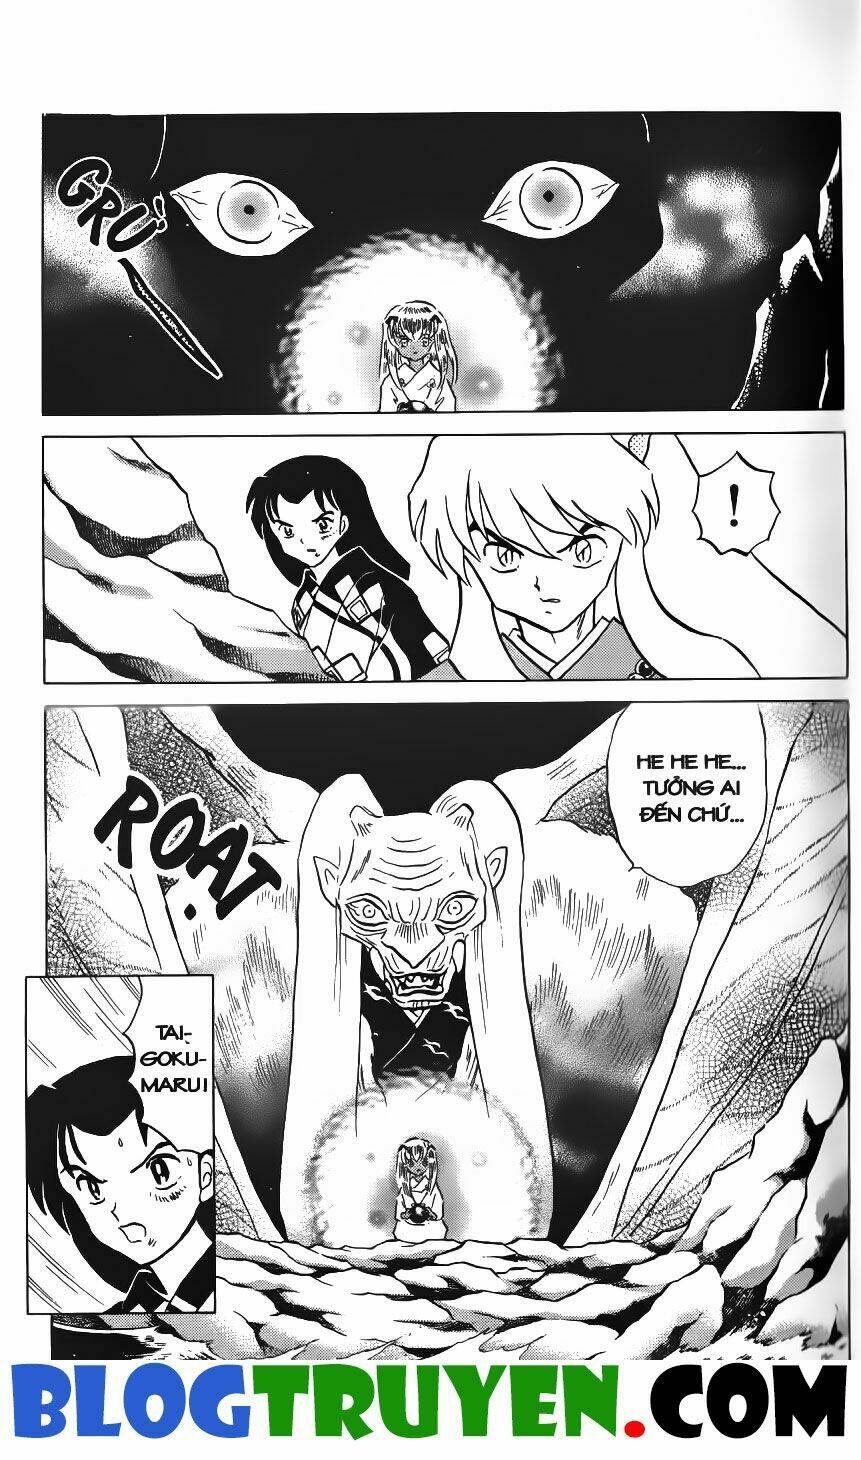 GRỪ
!
HE HE HE...
TƯỞNG AI
ĐẾN CHỨ...
ROẠT
TAI-
GOKU-
MARU!
BLOGTRUYEN.COM